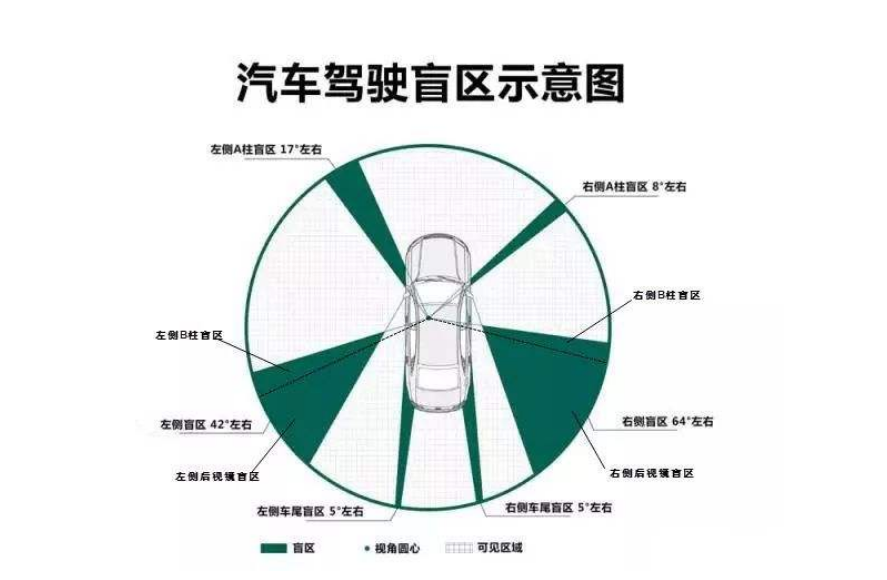 汽车驾驶盲区示意图
左侧A柱盲区 17°左右
右侧A柱盲区 8°左右
右侧B柱盲区
左侧B柱盲区
左侧盲区 42°左右
右侧盲区 64°左右
左侧后视镜盲区
右侧后视镜盲区
左侧车尾盲区 5°左右
右侧车尾盲区 5°左右
盲区
视角圆心
可见区域